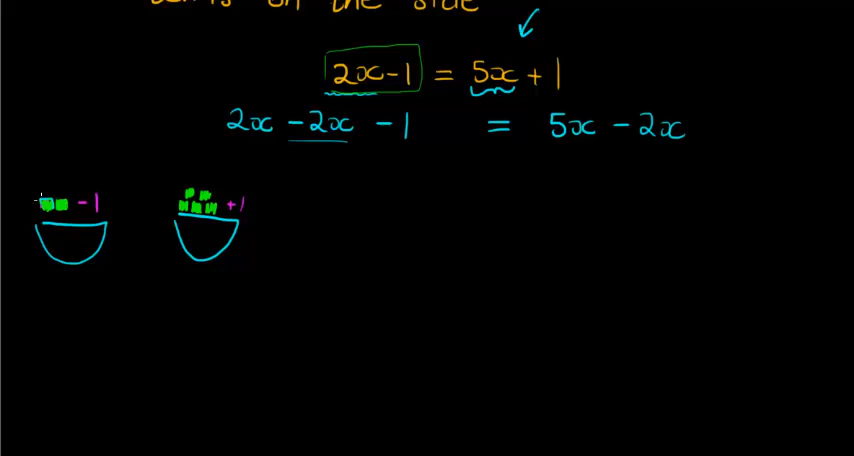 on the side
2x - 1 = 5x + 1
2x - 2x - 1 = 5x - 2x
- 1 + 1